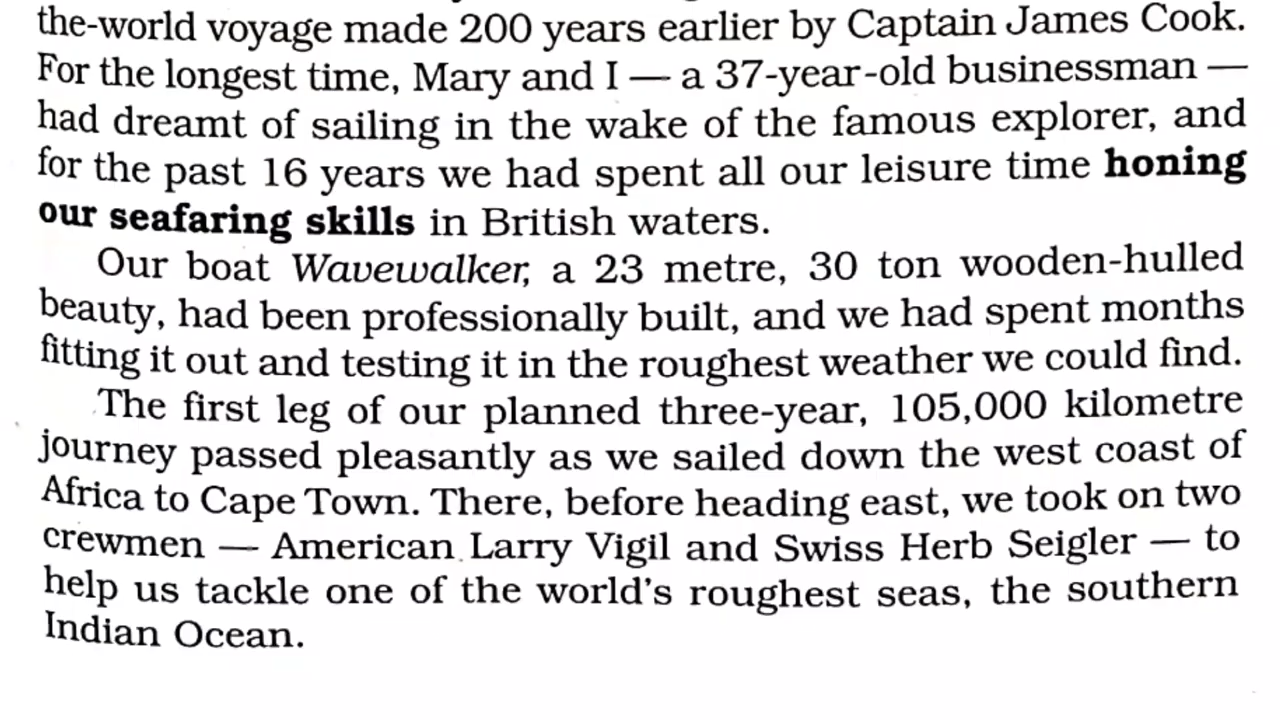 the-world voyage made 200 years earlier by Captain James Cook.
For the longest time, Mary and I — a 37-year-old businessman —
had dreamt of sailing in the wake of the famous explorer, and
for the past 16 years we had spent all our leisure time honing
our seafaring skills in British waters.
Our boat Wavewalker, a 23 metre, 30 ton wooden-hulled
beauty, had been professionally built, and we had spent months
fitting it out and testing it in the roughest weather we could find.
The first leg of our planned three-year, 105,000 kilometre
journey passed pleasantly as we sailed down the west coast of
Africa to Cape Town. There, before heading east, we took on two
crewmen — American Larry Vigil and Swiss Herb Seigler — to
help us tackle one of the world's roughest seas, the southern
Indian Ocean.